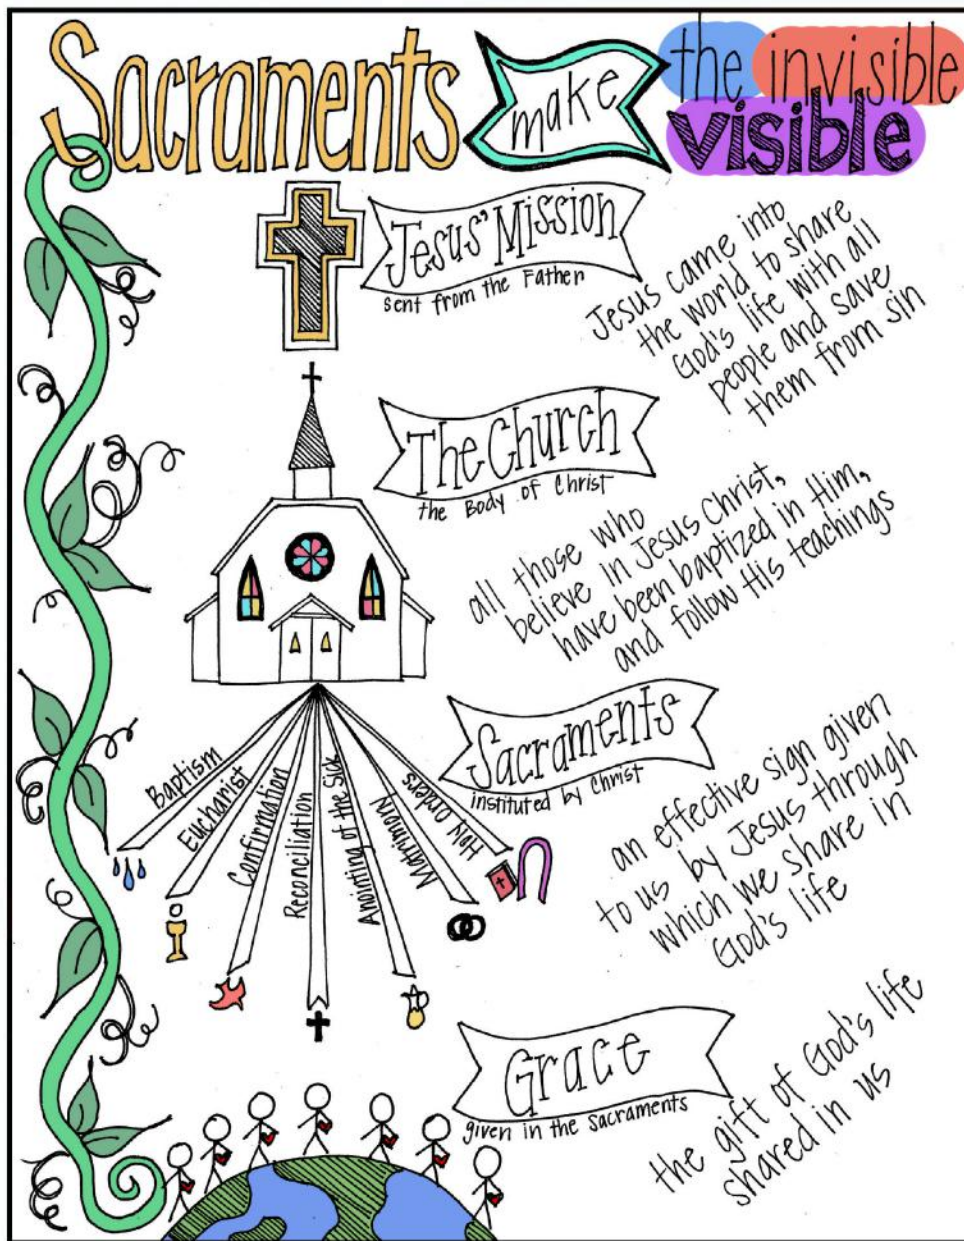 Sacraments make the invisible
visible
Jesus' Mission
sent from the Father
Jesus came into
the world to share
God's life with all
people and save
them from sin
The Church
the Body of Christ
all those who
believe in Jesus Christ,
have been baptized in Him,
and follow His teachings
Sacraments
instituted by Christ
an effective sign given
to us by Jesus through
which we share in
God's life
Baptism
Eucharist
Confirmation
Reconciliation
Anointing of the Sick
Matrimony
Holy Orders
Grace
given in the Sacraments
the gift of God's life
shared in us